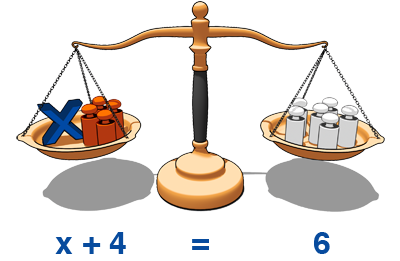 x + 4 = 6